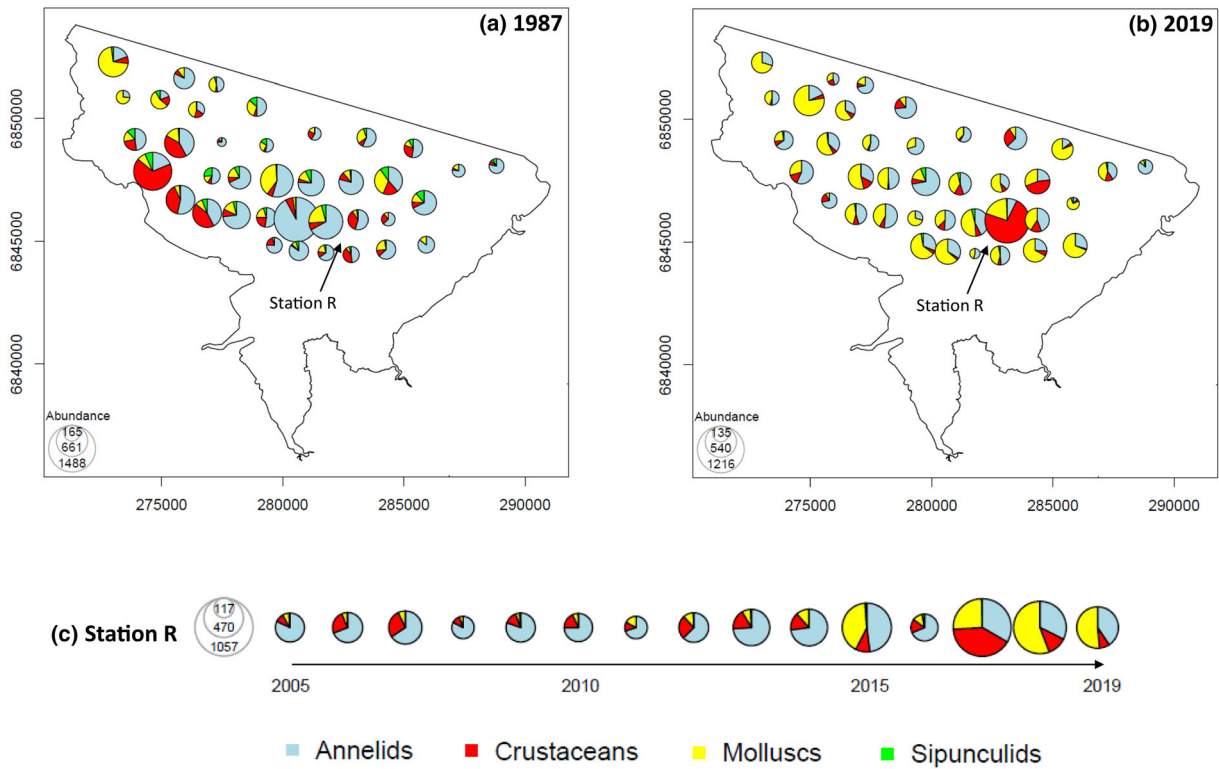 (a) 1987
6850000
6845000
6840000
Station R
Abundance
165
661
1488
275000 280000 285000 290000
(b) 2019
6850000
6845000
6840000
Station R
Abundance
135
540
1216
275000 280000 285000 290000
(c) Station R
117
470
1057
2005 2010 2015 2019
Annelids Crustaceans Molluscs Sipunculids